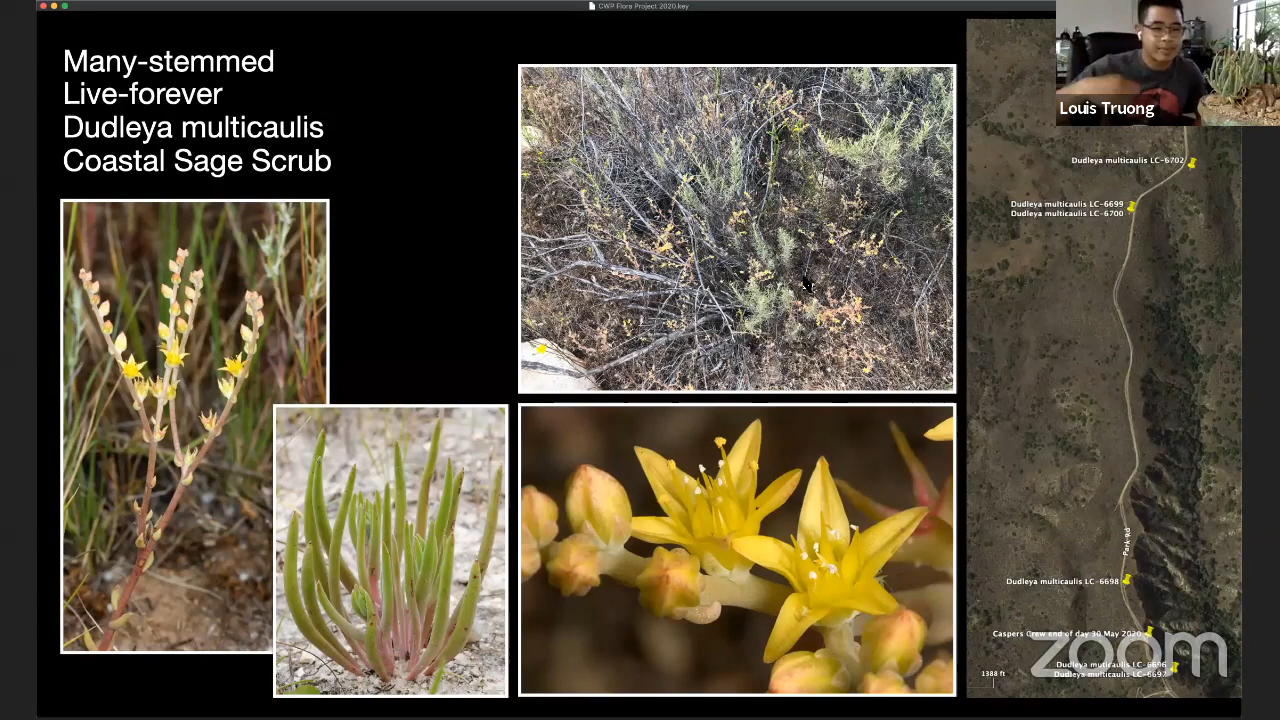 CWP Flora Project 2020.key
Many-stemmed
Live-forever
Dudleya multicaulis
Coastal Sage Scrub
Louis Truong
Dudleya multicaulis LC-6702
Dudleya multicaulis LC-6699
Dudleya multicaulis LC-6700
Park Rd
Dudleya multicaulis LC-6698
Caspers Crew end of day 30 May 2020
Dudleya muticaulis LC-6696
Dudleya multicaulis LC-6697
1388 ft
zoom